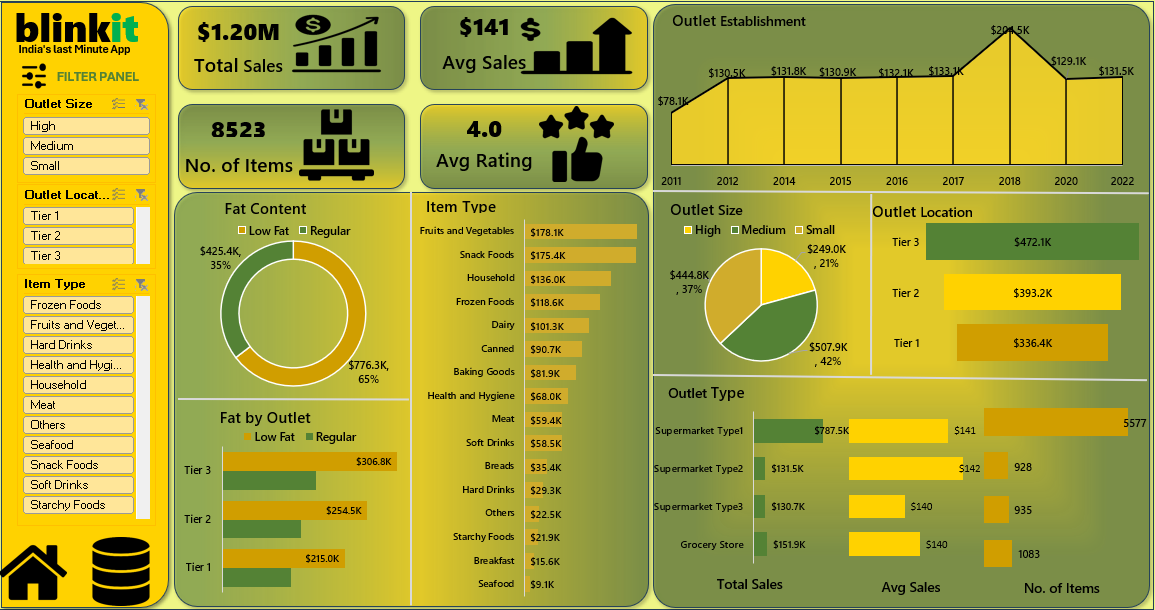 blinkit
India's last Minute App
FILTER PANEL
Outlet Size
High
Medium
Small
Outlet Locat...
Tier 1
Tier 2
Tier 3
Item Type
Frozen Foods
Fruits and Veget...
Hard Drinks
Health and Hygi...
Household
Meat
Others
Seafood
Snack Foods
Soft Drinks
Starchy Foods
$1.20M
Total Sales
$
$141
$
Avg Sales
8523
No. of Items
4.0
Avg Rating
Fat Content
Low Fat
Regular
$425.4K,
35%
$776.3K,
65%
Fat by Outlet
Low Fat
Regular
Tier 3
$306.8K
Tier 2
$254.5K
Tier 1
$215.0K
Item Type
Fruits and Vegetables $178.1K
Snack Foods $175.4K
Household $136.0K
Frozen Foods $118.6K
Dairy $101.3K
Canned $90.7K
Baking Goods $81.9K
Health and Hygiene $68.0K
Meat $59.4K
Soft Drinks $58.5K
Breads $35.4K
Hard Drinks $29.3K
Others $22.5K
Starchy Foods $21.9K
Breakfast $15.6K
Seafood $9.1K
Outlet Establishment
$78.1K $130.5K $131.8K $130.9K $132.1K $133.1K $204.5K $129.1K $131.5K
2011 2012 2014 2015 2016 2017 2018 2020 2022
Outlet Size
High Medium Small
$249.0K
, 21%
$444.8K
, 37%
$507.9K
, 42%
Outlet Location
Tier 3 $472.1K
Tier 2 $393.2K
Tier 1 $336.4K
Outlet Type
Supermarket Type1 $787.5K $141 5577
Supermarket Type2 $131.5K $142 928
Supermarket Type3 $130.7K $140 935
Grocery Store $151.9K $140 1083
Total Sales Avg Sales No. of Items